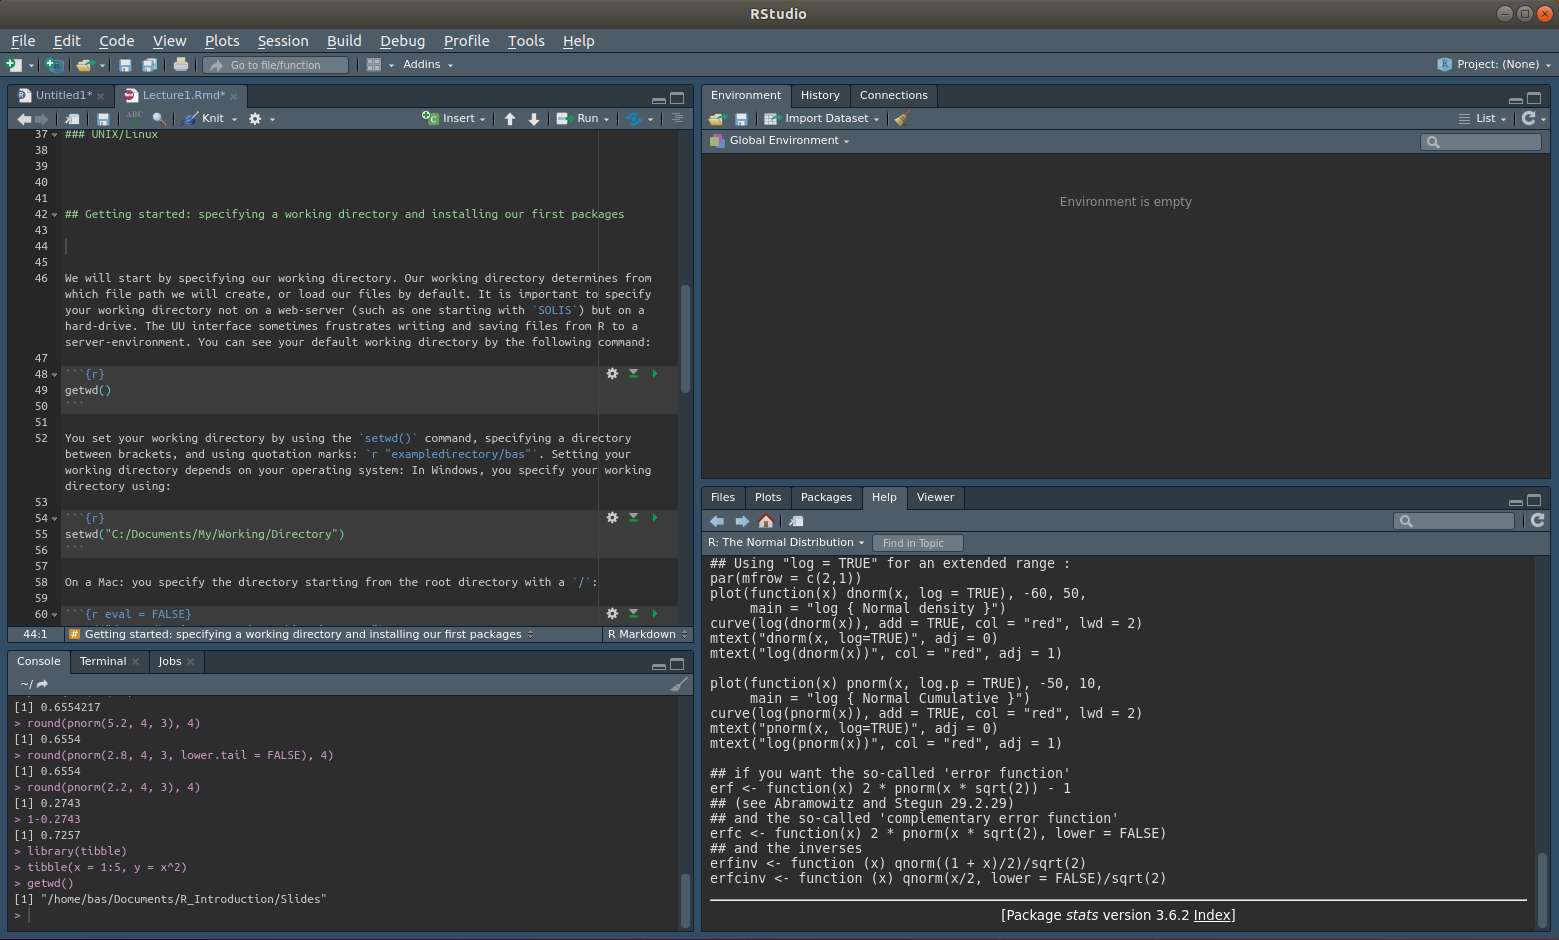 RStudio
File Edit Code View Plots Session Build Debug Profile Tools Help
Go to file/function
Addins
Project: (None)
Untitled1*
Lecture1.Rmd*
ABC
Knit
Insert
Run
37 ### UNIX/Linux
38
39
40
41
42 ## Getting started: specifying a working directory and installing our first packages
43
44
45
46 We will start by specifying our working directory. Our working directory determines from
which file path we will create, or load our files by default. It is important to specify
your working directory not on a web-server (such as one starting with `SOLIS`) but on a
hard-drive. The UU interface sometimes frustrates writing and saving files from R to a
server-environment. You can see your default working directory by the following command:
47
48 ```{r}
49 getwd()
50 ```
51
52 You set your working directory by using the `setwd()` command, specifying a directory
between brackets, and using quotation marks: `r "exampledirectory/bas"`. Setting your
working directory depends on your operating system: In Windows, you specify your working
directory using:
53
54 ```{r}
55 setwd("C:/Documents/My/Working/Directory")
56 ```
57
58 On a Mac: you specify the directory starting from the root directory with a `/`:
59
60 ```{r eval = FALSE}
44:1
# Getting started: specifying a working directory and installing our first packages
R Markdown
Console
Terminal
Jobs
~/
[1] 0.6554217
> round(pnorm(5.2, 4, 3), 4)
[1] 0.6554
> round(pnorm(2.8, 4, 3, lower.tail = FALSE), 4)
[1] 0.6554
> round(pnorm(2.2, 4, 3), 4)
[1] 0.2743
> 1-0.2743
[1] 0.7257
> library(tibble)
> tibble(x = 1:5, y = x^2)
> getwd()
[1] "/home/bas/Documents/R_Introduction/Slides"
>
Environment
History
Connections
Import Dataset
List
Global Environment
Environment is empty
Files
Plots
Packages
Help
Viewer
R: The Normal Distribution
Find in Topic
## Using "log = TRUE" for an extended range :
par(mfrow = c(2,1))
plot(function(x) dnorm(x, log = TRUE), -60, 50,
main = "log { Normal density }")
curve(log(dnorm(x)), add = TRUE, col = "red", lwd = 2)
mtext("dnorm(x, log=TRUE)", adj = 0)
mtext("log(dnorm(x))", col = "red", adj = 1)
plot(function(x) pnorm(x, log.p = TRUE), -50, 10,
main = "log { Normal Cumulative }")
curve(log(pnorm(x)), add = TRUE, col = "red", lwd = 2)
mtext("pnorm(x, log=TRUE)", adj = 0)
mtext("log(pnorm(x))", col = "red", adj = 1)
## if you want the so-called 'error function'
erf <- function(x) 2 * pnorm(x * sqrt(2)) - 1
## (see Abramowitz and Stegun 29.2.29)
## and the so-called 'complementary error function'
erfc <- function(x) 2 * pnorm(x * sqrt(2), lower = FALSE)
## and the inverses
erfinv <- function (x) qnorm((1 + x)/2)/sqrt(2)
erfcinv <- function (x) qnorm(x/2, lower = FALSE)/sqrt(2)
[Package stats version 3.6.2 Index]